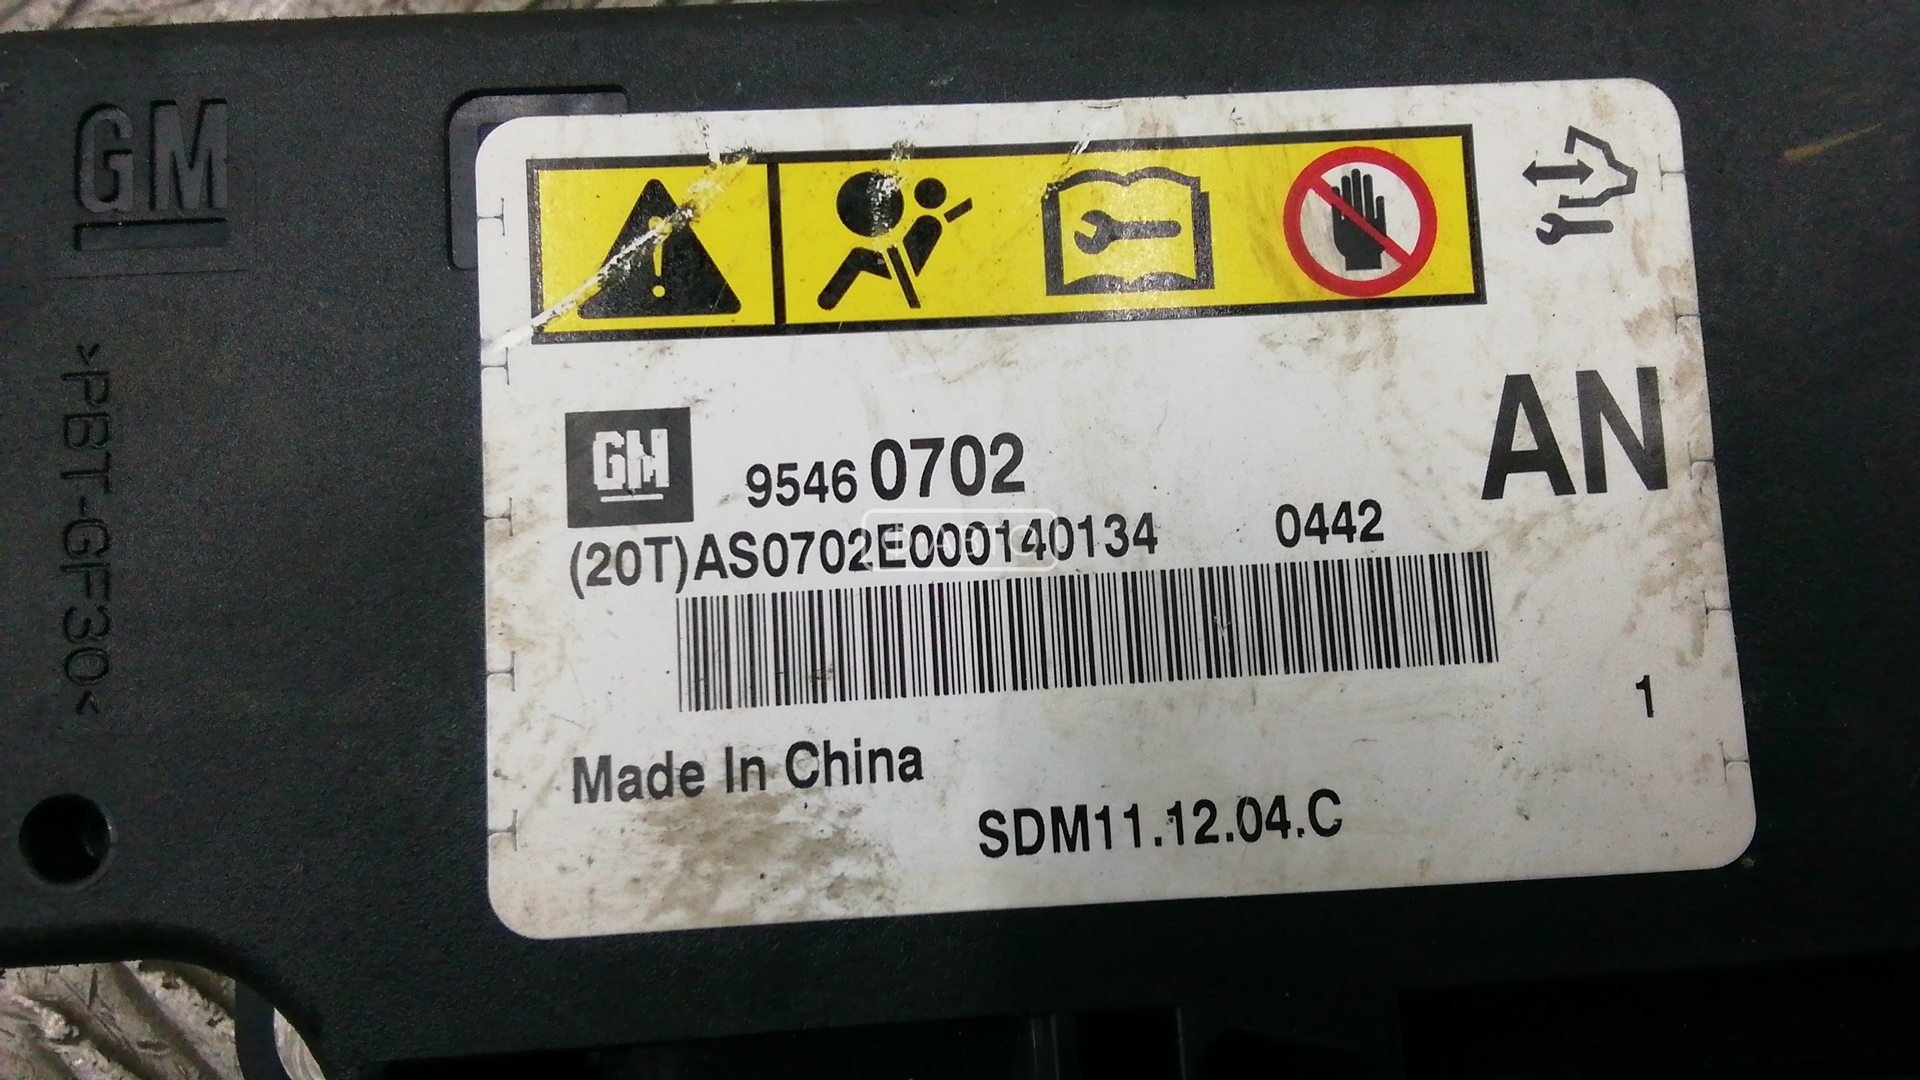 GM
>PBT-GF30<
GM 9546 0702 AN
(20T)AS0702E000140134 0442
1
Made In China
SDM11.12.04.C